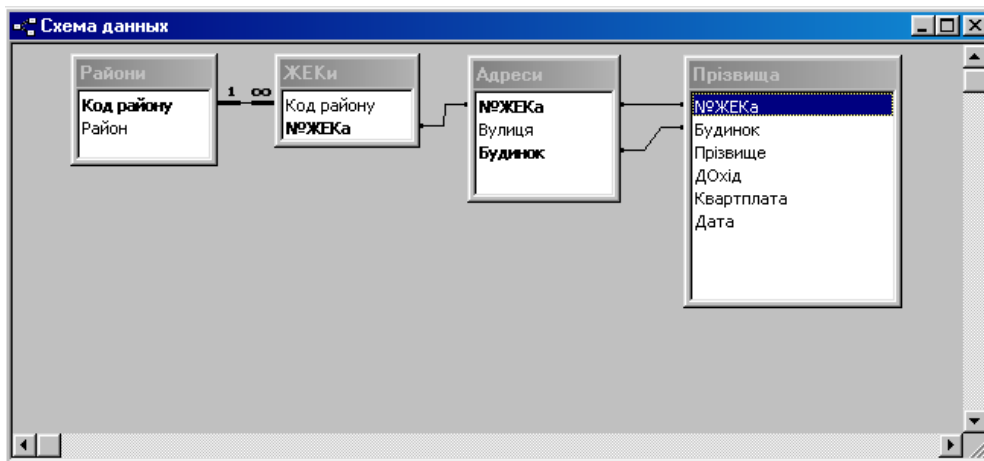 Схема данных
Райони
Код району
Район
1 ∞
ЖЕКи
Код району
№ЖЕКа
Адреси
№ЖЕКа
Вулиця
Будинок
Прізвища
№ЖЕКа
Будинок
Прізвище
ДОхід
Квартплата
Дата